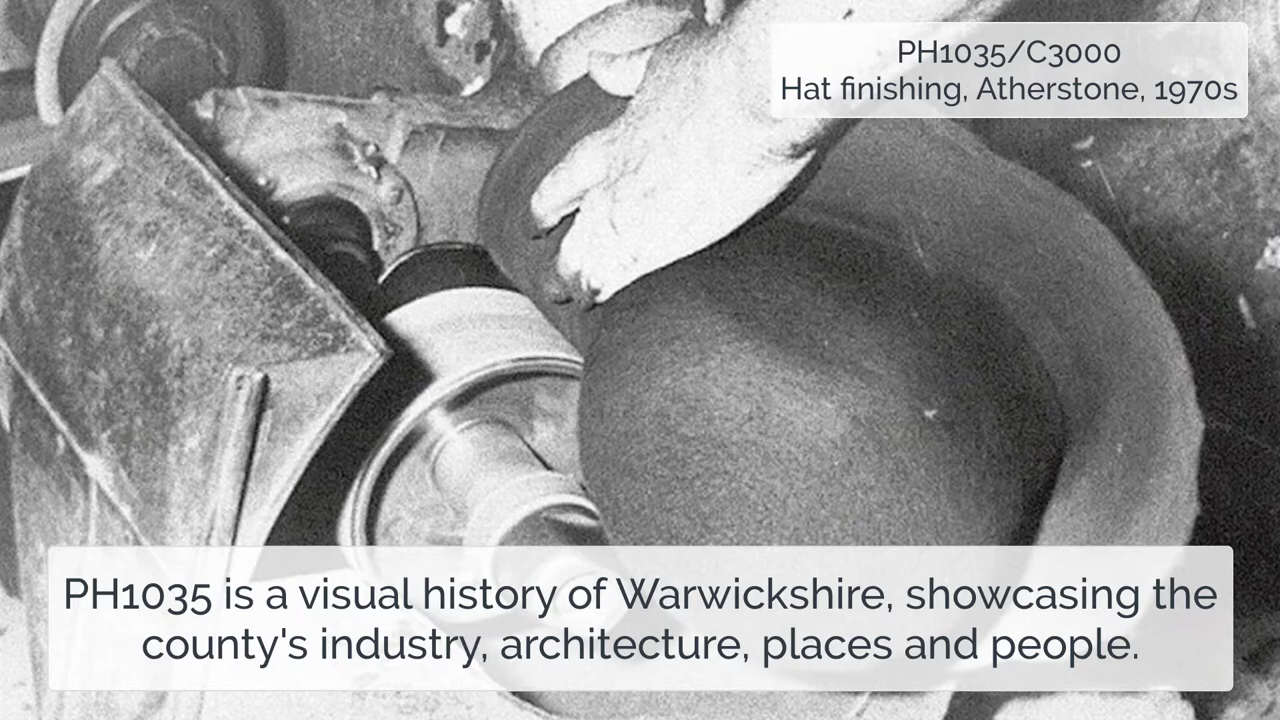 PH1035/C3000
Hat finishing, Atherstone, 1970s
PH1035 is a visual history of Warwickshire, showcasing the
county's industry, architecture, places and people.